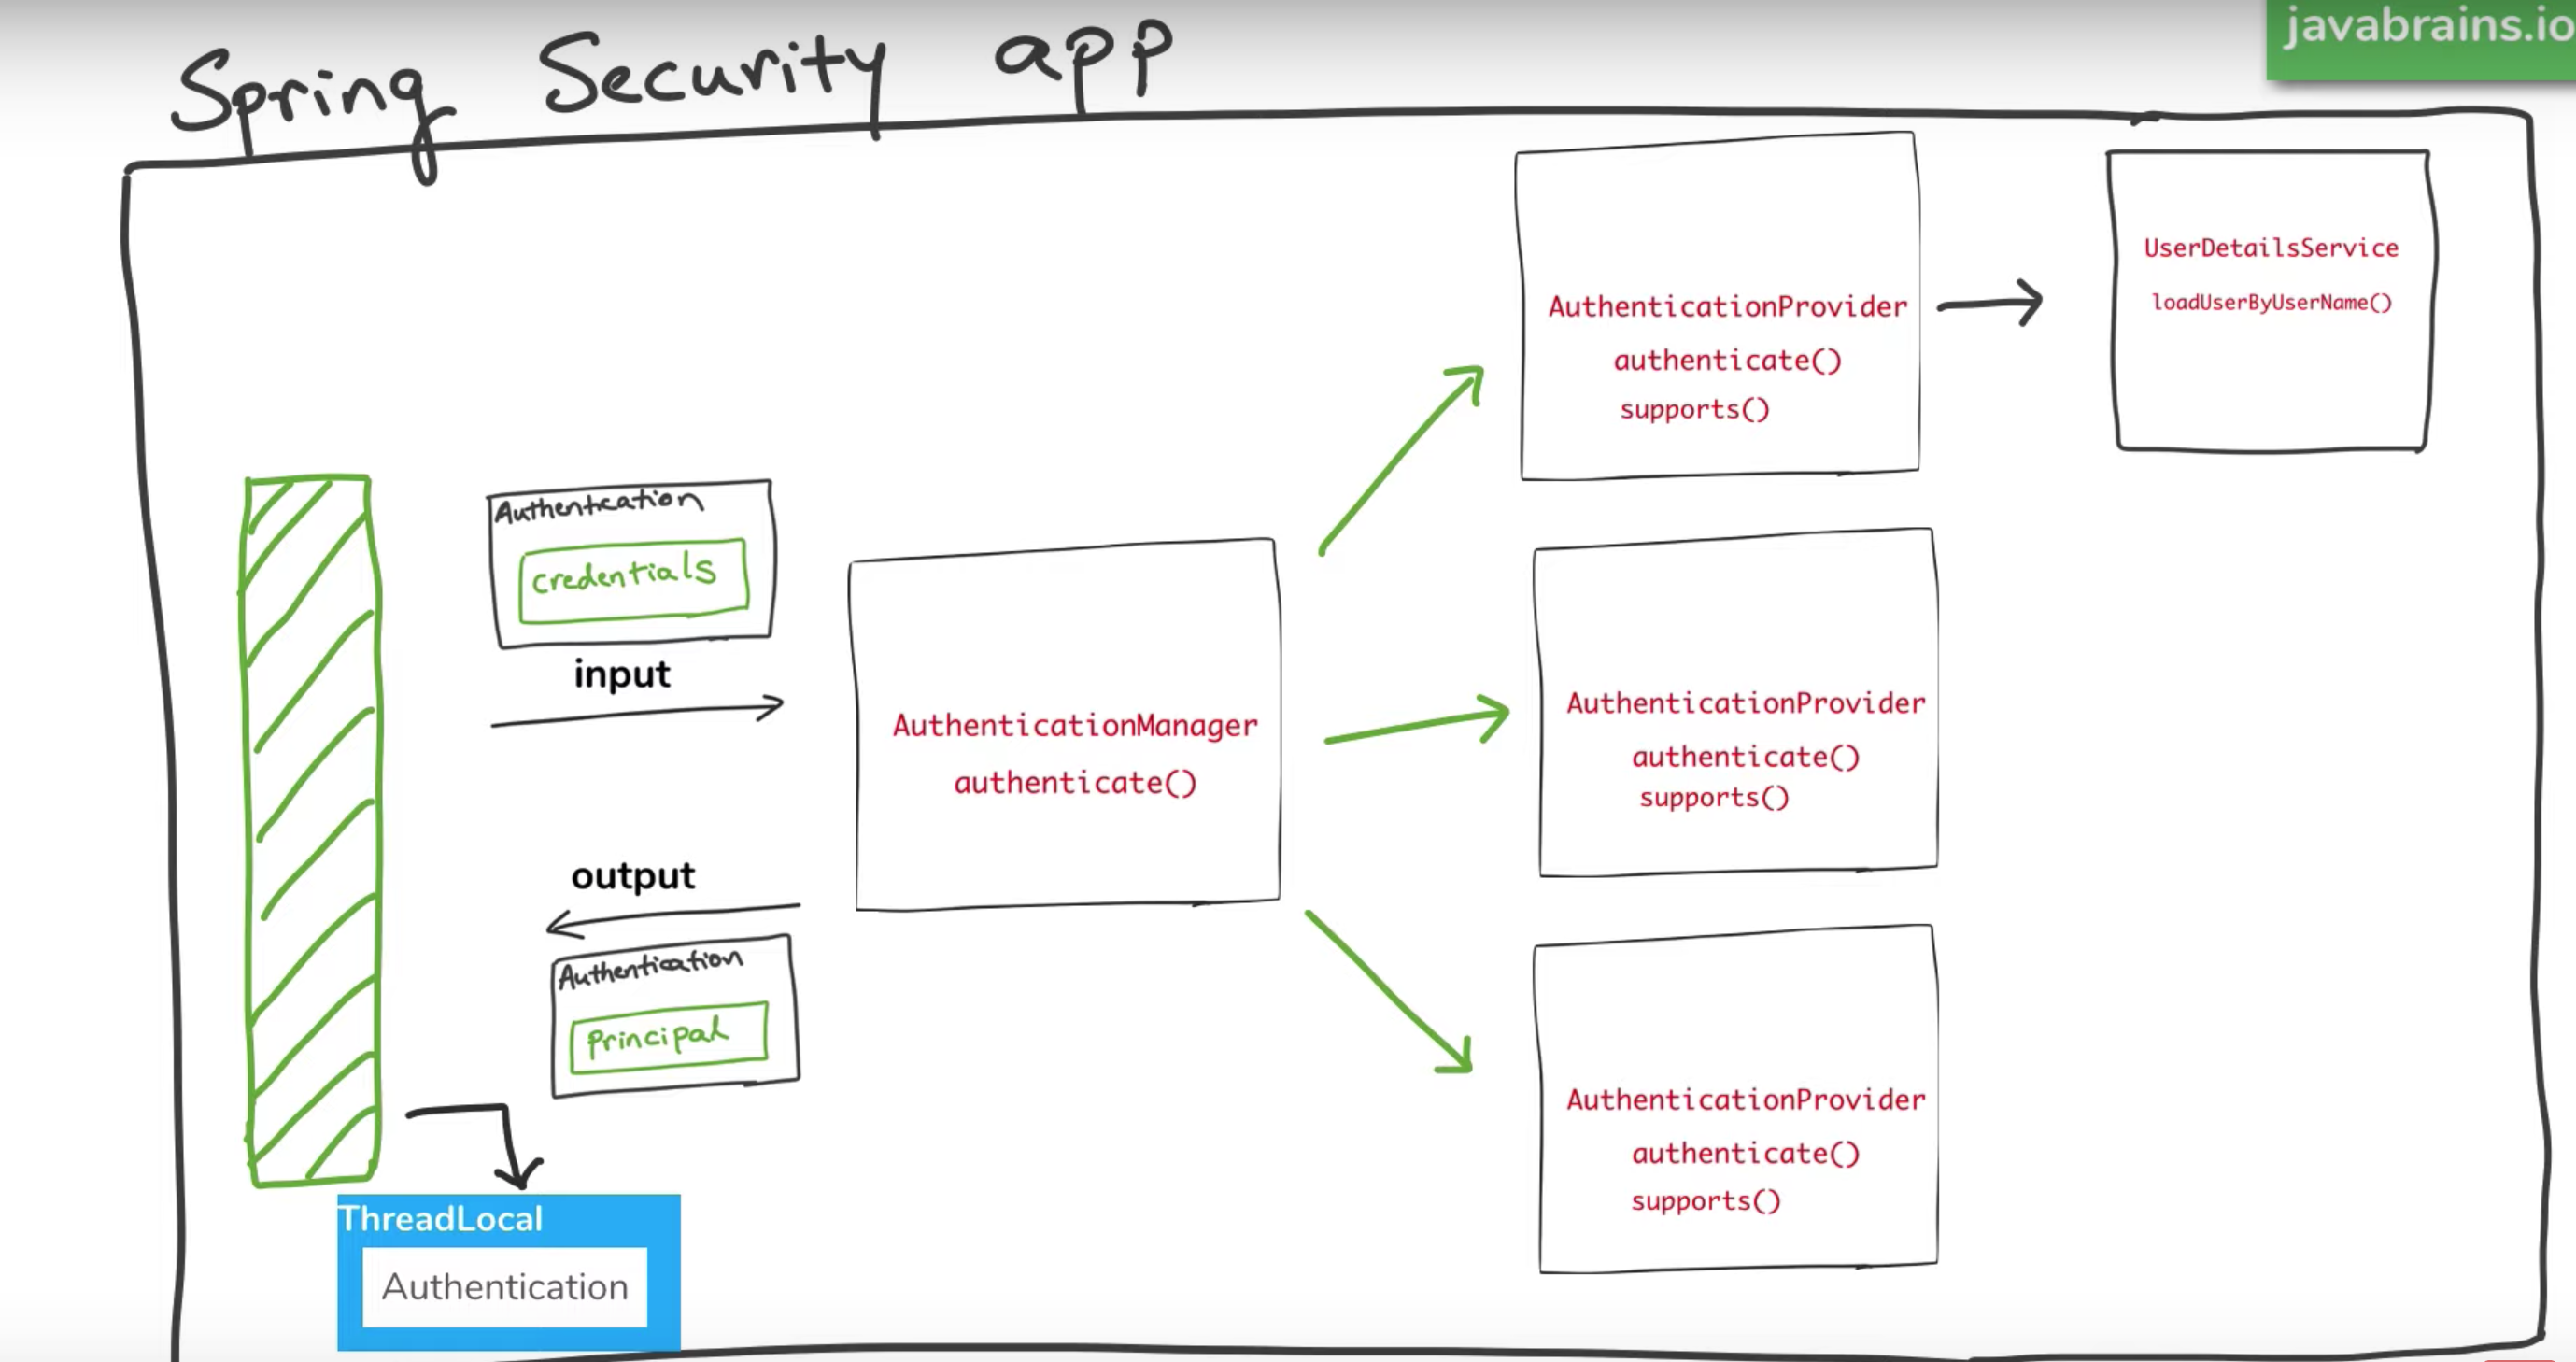 javabrains.io
Spring Security app
UserDetailsService
loadUserByUserName()
AuthenticationProvider
authenticate()
supports()
Authentication
credentials
input
AuthenticationManager
authenticate()
AuthenticationProvider
authenticate()
supports()
output
Authentication
principal
AuthenticationProvider
authenticate()
supports()
ThreadLocal
Authentication